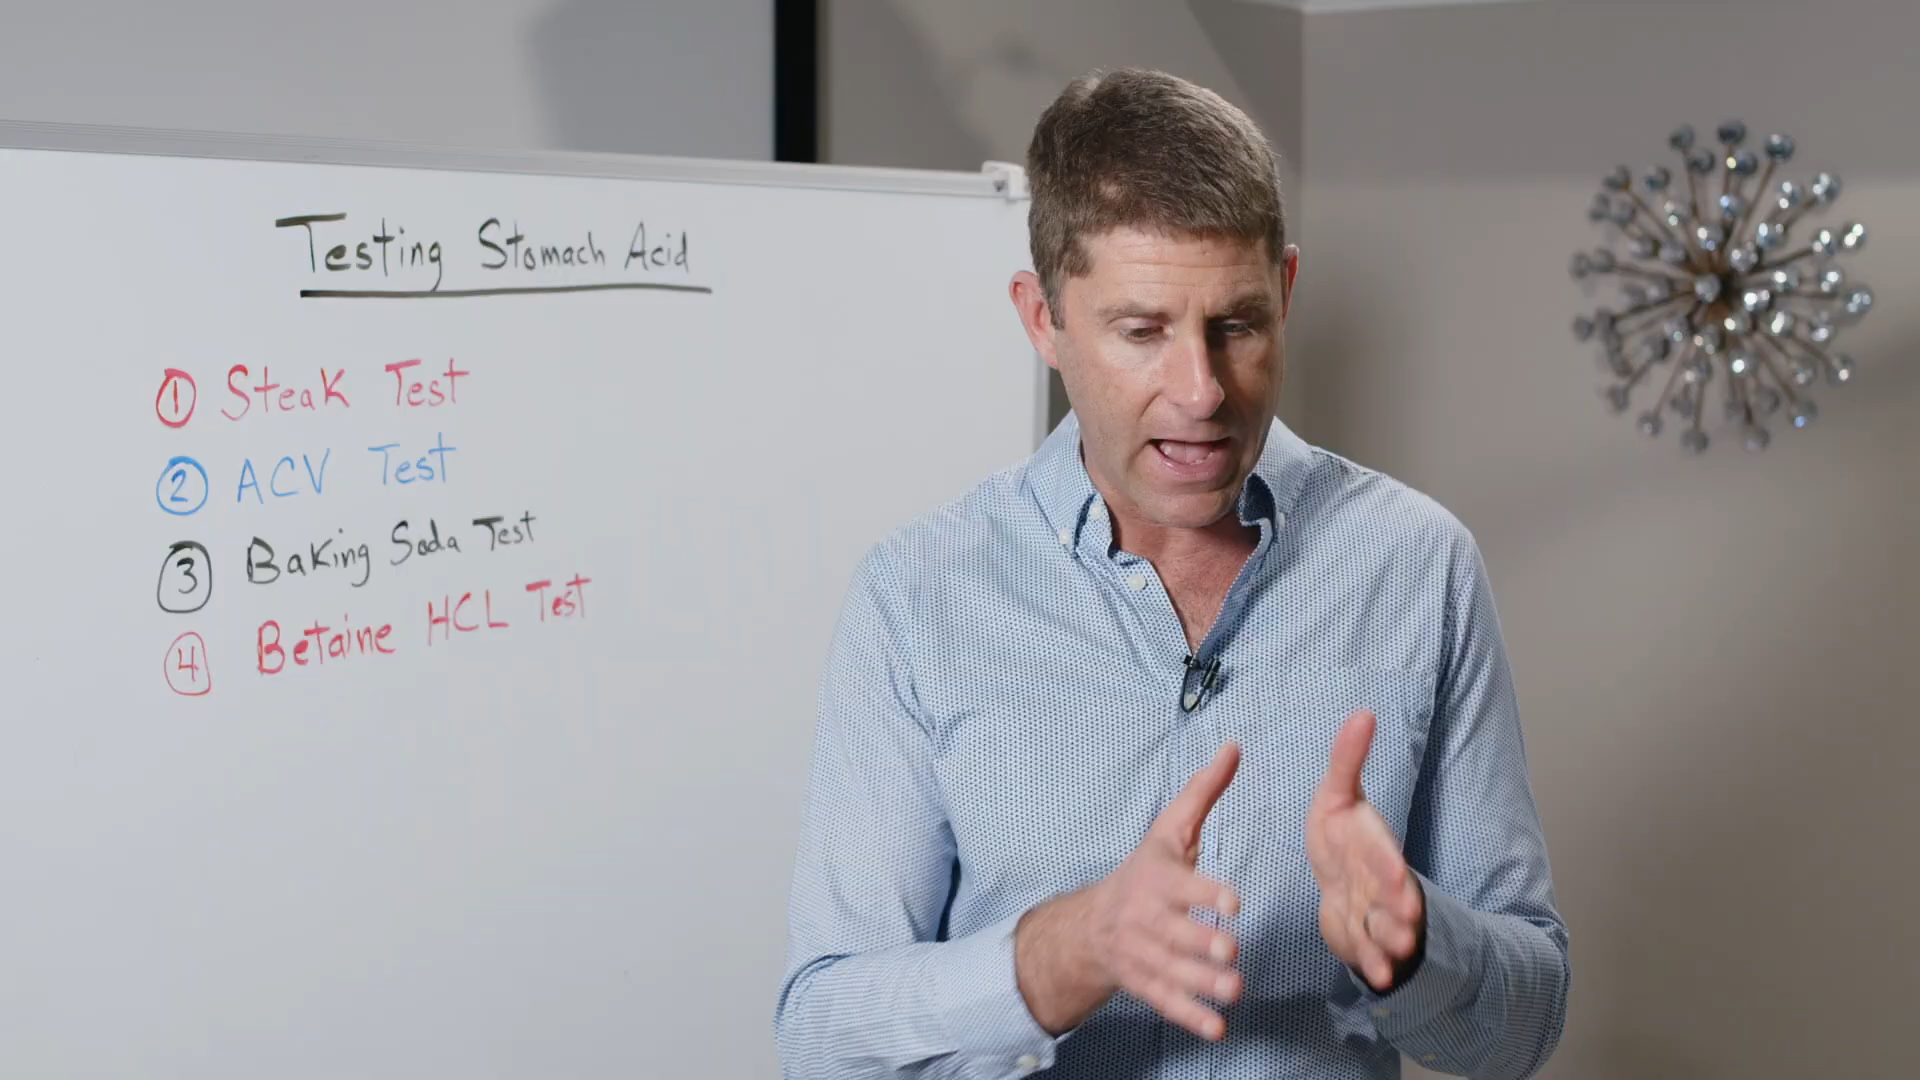 Testing Stomach Acid
1 Steak Test
2 ACV Test
3 Baking Soda Test
4 Betaine HCL Test